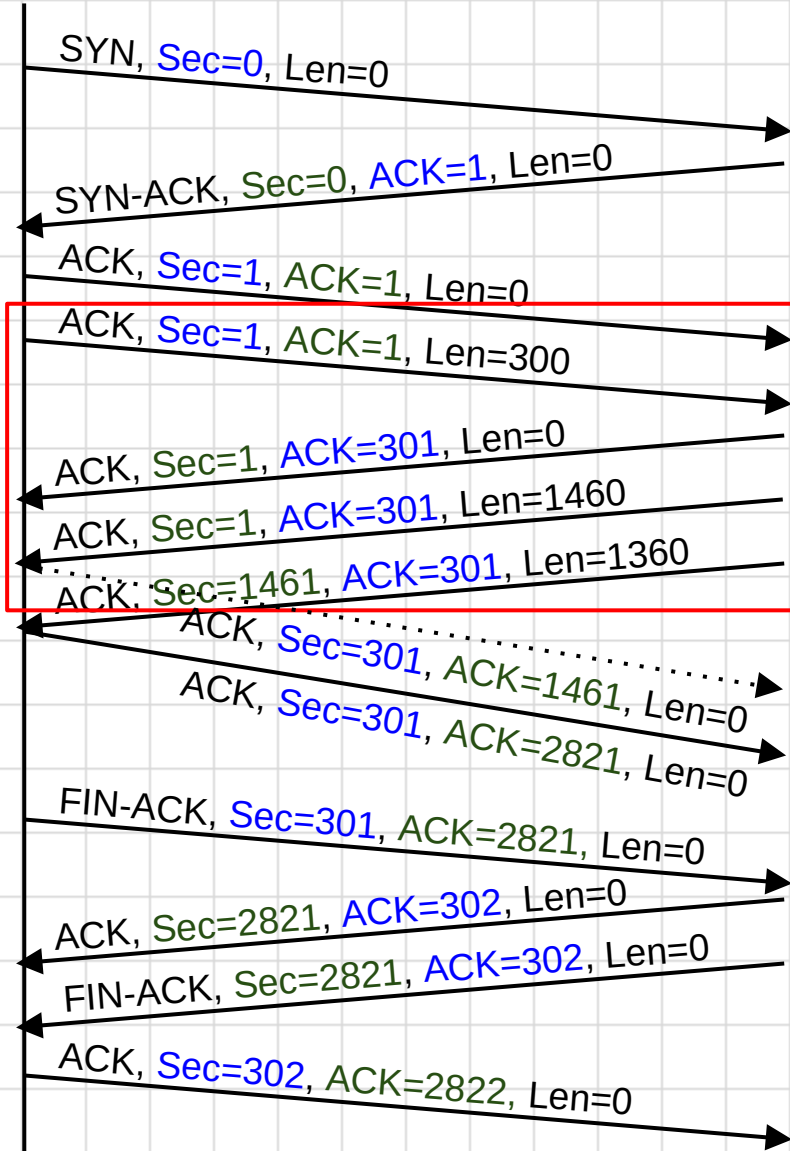 SYN, Sec=0, Len=0
SYN-ACK, Sec=0, ACK=1, Len=0
ACK, Sec=1, ACK=1, Len=0
ACK, Sec=1, ACK=1, Len=300
ACK, Sec=1, ACK=301, Len=0
ACK, Sec=1, ACK=301, Len=1460
ACK, Sec=1461, ACK=301, Len=1360
ACK, Sec=301, ACK=1461, Len=0
ACK, Sec=301, ACK=2821, Len=0
FIN-ACK, Sec=301, ACK=2821, Len=0
ACK, Sec=2821, ACK=302, Len=0
FIN-ACK, Sec=2821, ACK=302, Len=0
ACK, Sec=302, ACK=2822, Len=0